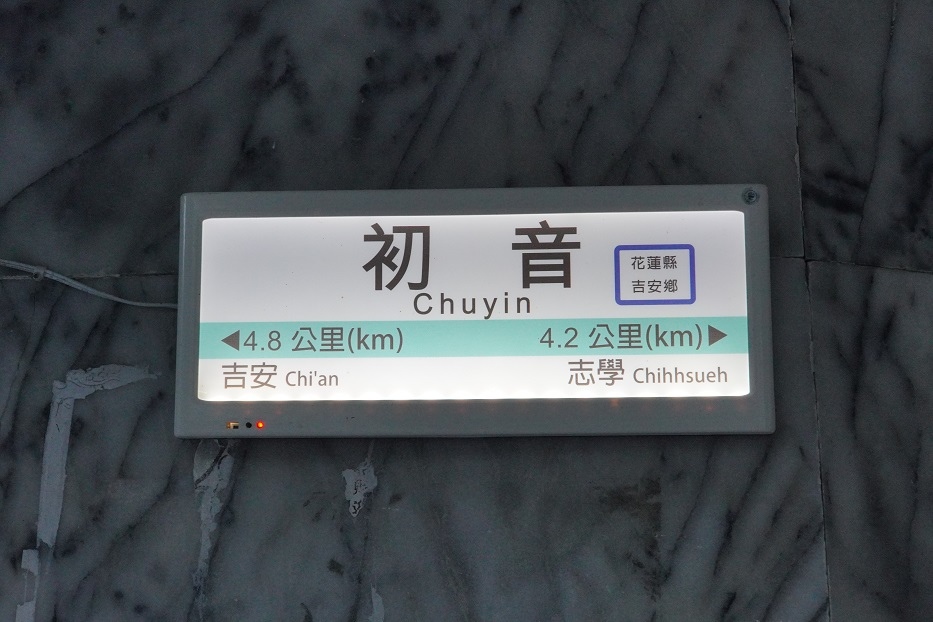 初音
Chuyin
花蓮縣
吉安鄉
◀4.8 公里(km)
4.2 公里(km)▶
吉安 Chi'an
志學 Chihhsueh